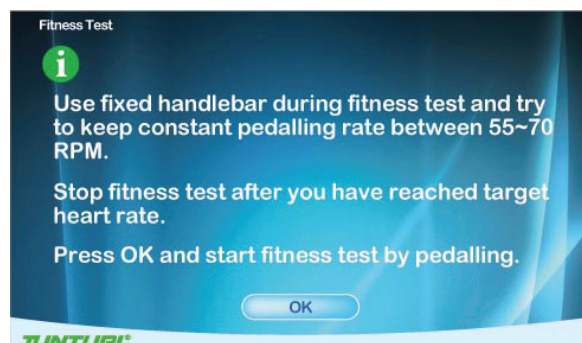 Fitness Test
i
Use fixed handlebar during fitness test and try
to keep constant pedalling rate between 55~70
RPM.
Stop fitness test after you have reached target
heart rate.
Press OK and start fitness test by pedalling.
OK
TUNTURI®